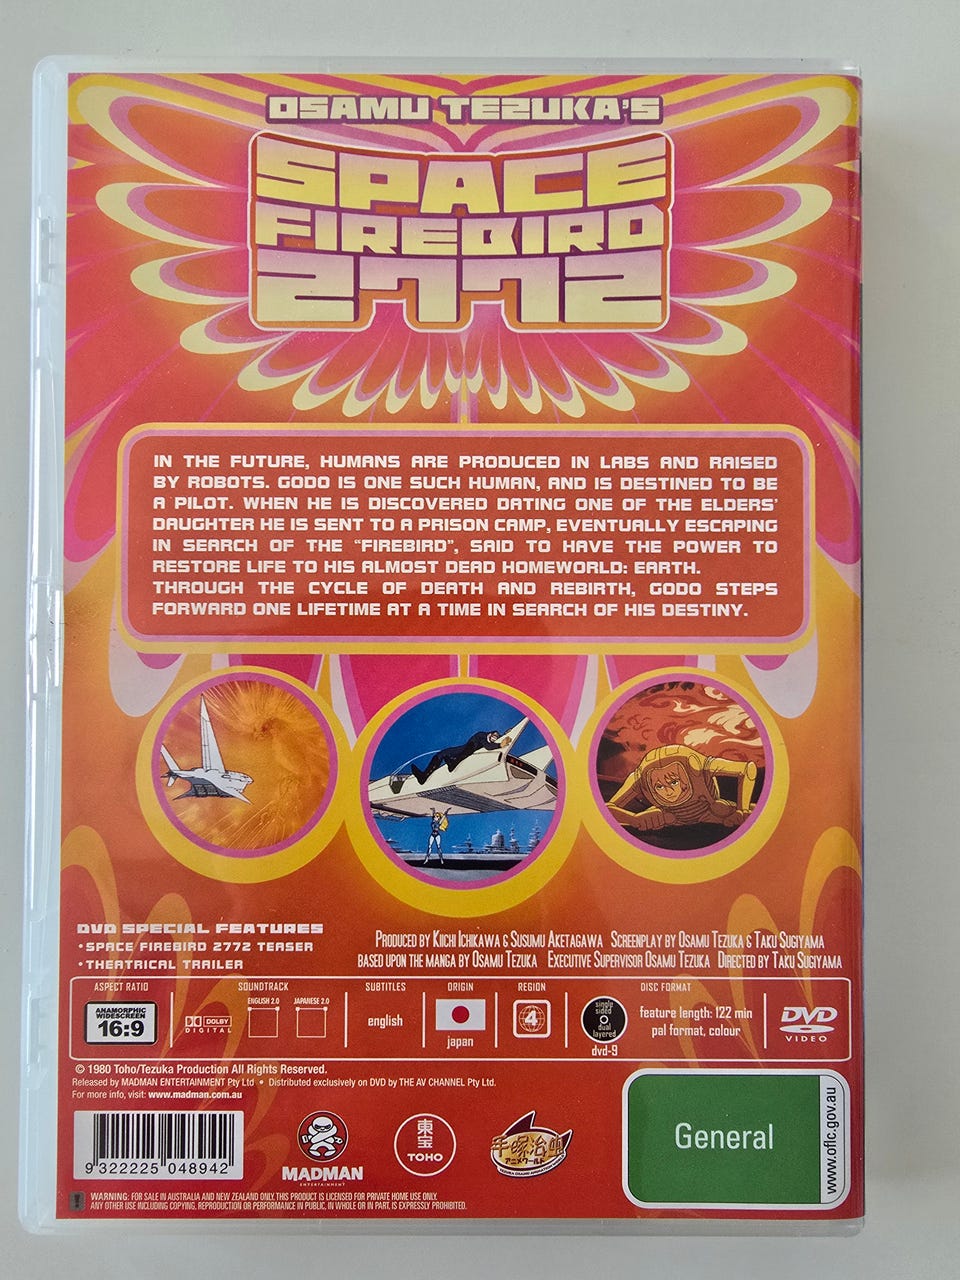 OSAMU TEZUKA'S
SPACE
FIREBIRD
2772
IN THE FUTURE, HUMANS ARE PRODUCED IN LABS AND RAISED
BY ROBOTS. GODO IS ONE SUCH HUMAN, AND IS DESTINED TO BE
A PILOT. WHEN HE IS DISCOVERED DATING ONE OF THE ELDERS'
DAUGHTER HE IS SENT TO A PRISON CAMP, EVENTUALLY ESCAPING
IN SEARCH OF THE "FIREBIRD", SAID TO HAVE THE POWER TO
RESTORE LIFE TO HIS ALMOST DEAD HOMEWORLD: EARTH.
THROUGH THE CYCLE OF DEATH AND REBIRTH, GODO STEPS
FORWARD ONE LIFETIME AT A TIME IN SEARCH OF HIS DESTINY.
DVD SPECIAL FEATURES
•SPACE FIREBIRD 2772 TEASER
•THEATRICAL TRAILER
PRODUCED BY KIICHI ICHIKAWA & SUSUMU AKETAGAWA SCREENPLAY BY OSAMU TEZUKA & TAKU SUGIYAMA
BASED UPON THE MANGA BY OSAMU TEZUKA EXECUTIVE SUPERVISOR OSAMU TEZUKA DIRECTED BY TAKU SUGIYAMA
ASPECT RATIO
ANAMORPHIC
WIDESCREEN
16:9
SOUNDTRACK
ENGLISH 2.0 JAPANESE 2.0
DOLBY
DIGITAL
SUBTITLES
english
ORIGIN
japan
REGION
4
DISC FORMAT
single
sided
dual
layered
dvd-9
feature length: 122 min
pal format, colour
DVD
VIDEO
© 1980 Toho/Tezuka Production All Rights Reserved.
Released by MADMAN ENTERTAINMENT Pty Ltd • Distributed exclusively on DVD by THE AV CHANNEL Pty Ltd.
For more info, visit: www.madman.com.au
9 322225 048942
MADMAN
ENTERTAINMENT
東宝
TOHO
手塚治虫
アニメワールド
General
www.oflc.gov.au
WARNING: FOR SALE IN AUSTRALIA AND NEW ZEALAND ONLY. THIS PRODUCT IS LICENSED FOR PRIVATE HOME USE ONLY.
ANY OTHER USE INCLUDING COPYING, REPRODUCTION OR PERFORMANCE IN PUBLIC, IN WHOLE OR IN PART, IS EXPRESSLY PROHIBITED.